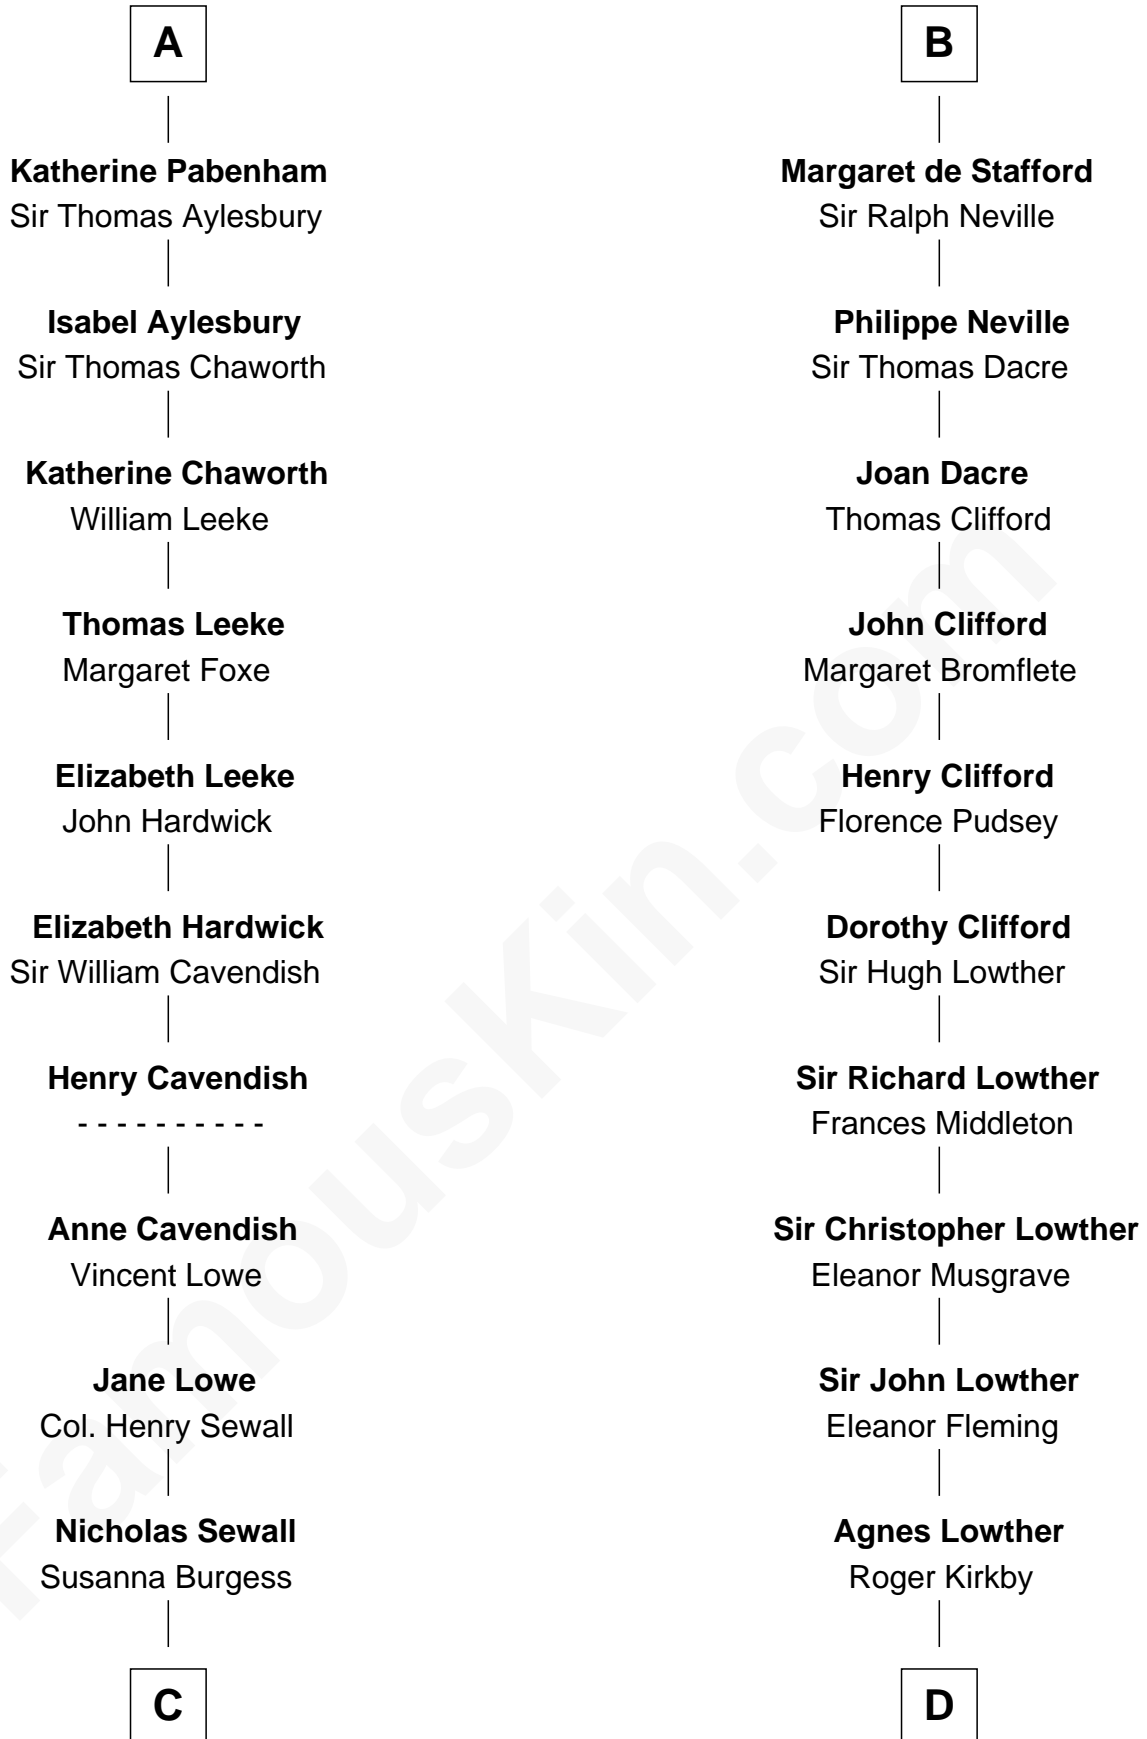 A
Katherine Pabenham
Sir Thomas Aylesbury
Isabel Aylesbury
Sir Thomas Chaworth
Katherine Chaworth
William Leeke
Thomas Leeke
Margaret Foxe
Elizabeth Leeke
John Hardwick
Elizabeth Hardwick
Sir William Cavendish
Henry Cavendish
- - - - - - - - - -
Anne Cavendish
Vincent Lowe
Jane Lowe
Col. Henry Sewall
Nicholas Sewall
Susanna Burgess
C
B
Margaret de Stafford
Sir Ralph Neville
Philippe Neville
Sir Thomas Dacre
Joan Dacre
Thomas Clifford
John Clifford
Margaret Bromflete
Henry Clifford
Florence Pudsey
Dorothy Clifford
Sir Hugh Lowther
Sir Richard Lowther
Frances Middleton
Sir Christopher Lowther
Eleanor Musgrave
Sir John Lowther
Eleanor Fleming
Agnes Lowther
Roger Kirkby
D
FamousKin.com